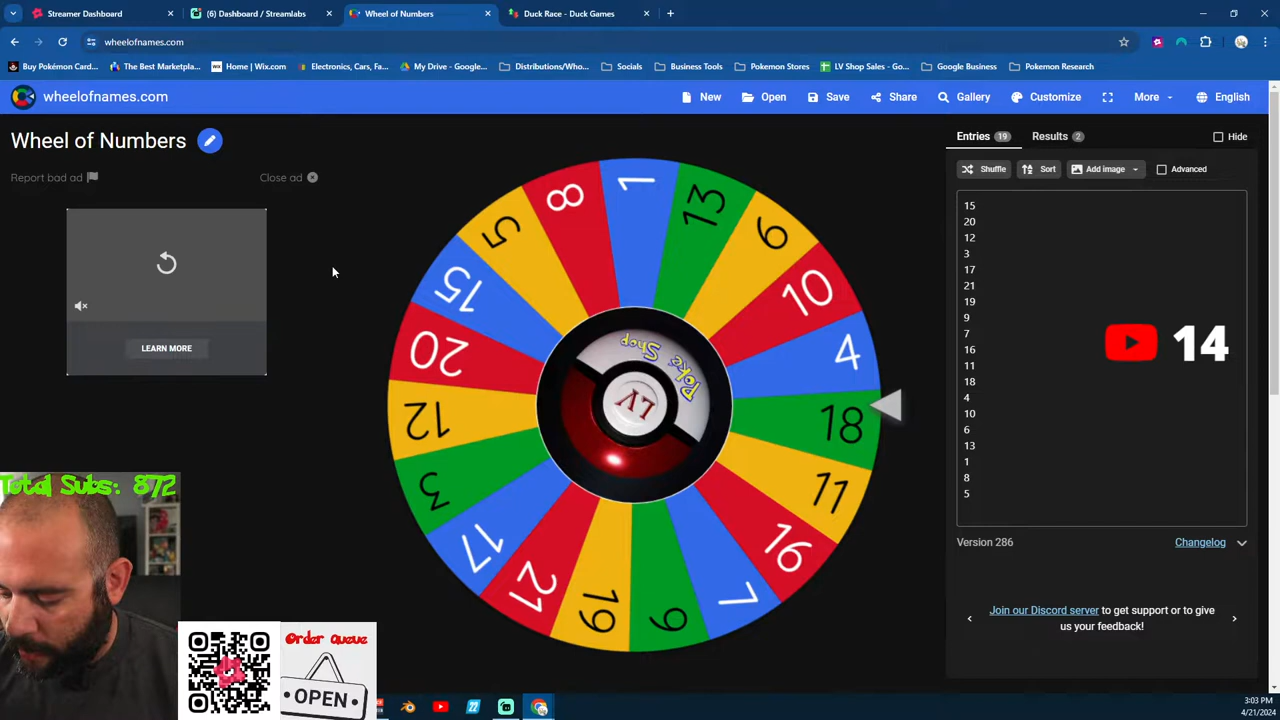 Streamer Dashboard
(6) Dashboard / Streamlabs
Wheel of Numbers
Duck Race - Duck Games
wheelofnames.com
Buy Pokémon Card...
The Best Marketpla...
Home | Wix.com
Electronics, Cars, Fa...
My Drive - Google...
Distributions/Who...
Socials
Business Tools
Pokemon Stores
LV Shop Sales - Go...
Google Business
Pokemon Research
wheelofnames.com
New
Open
Save
Share
Gallery
Customize
More
English
Wheel of Numbers
Report bad ad
Close ad
LEARN MORE
Entries 19
Results 2
Hide
Shuffle
Sort
Add image
Advanced
15
20
12
3
17
21
19
9
7
16
11
18
4
10
6
13
1
8
5
14
1
13
6
10
4
18
11
16
7
9
19
21
17
3
12
20
15
5
8
Poké Shop
LV
Version 286
Changelog
Join our Discord server to get support or to give
us your feedback!
Total Subs: 872
Order Queue
OPEN
3:03 PM
4/21/2024